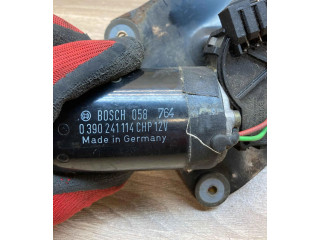 BOSCH 058 764
0 390 241 114 CHP 12V
Made in Germany